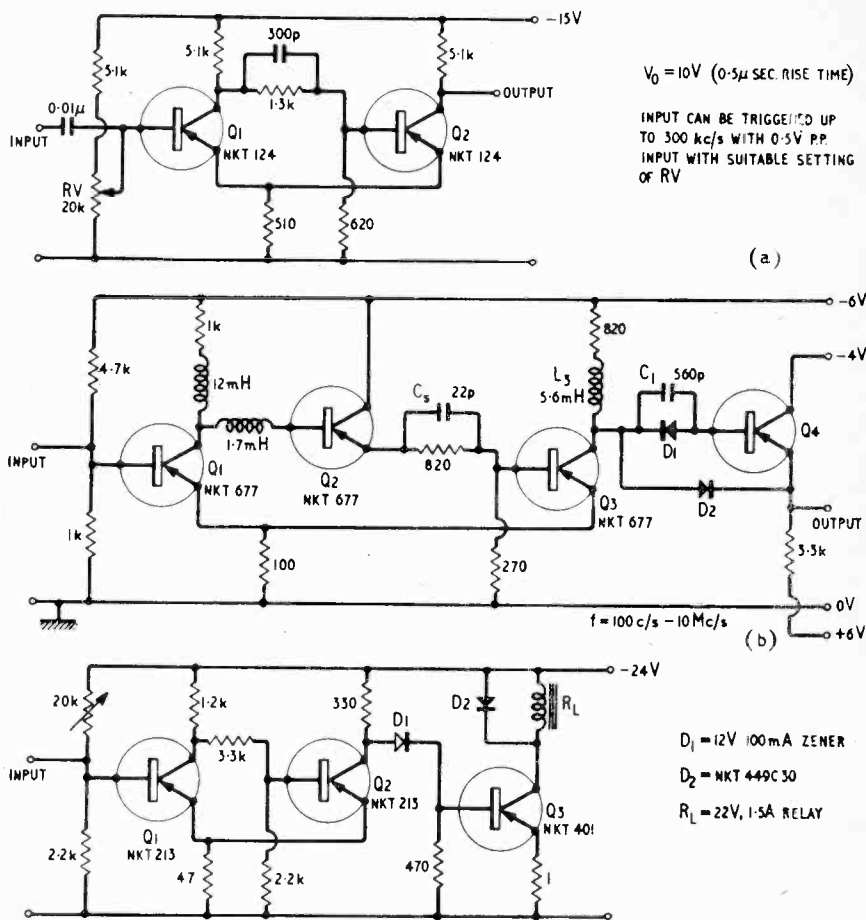 -15V
5.1k
300p
5.1k
5.1k
1.3k
OUTPUT
0.01μ
INPUT
Q1
NKT 124
Q2
NKT 124
RV
20k
510
620
V₀ = 10V (0.5μ SEC. RISE TIME)
INPUT CAN BE TRIGGERED UP
TO 300 kc/s WITH 0.5V P.P.
INPUT WITH SUITABLE SETTING
OF RV
(a)
-6V
1k
820
-4V
4.7k
12mH
L₃
5.6mH
C₁ 560p
Cₛ 22p
1.7mH
Q4
INPUT
Q1
NKT 677
Q2
NKT 677
820
D1
Q3
NKT 677
D2
OUTPUT
1k
100
270
3.3k
0V
f = 100 c/s – 10 Mc/s
(b)
+6V
-24V
20k
1.2k
330
D2
R_L
D1
3.3k
INPUT
Q2
NKT 213
Q1
NKT 213
Q3
NKT 401
2.2k
47
2.2k
470
1
D₁ = 12V 100mA ZENER
D₂ = NKT 449C30
R_L = 22V, 1.5A RELAY